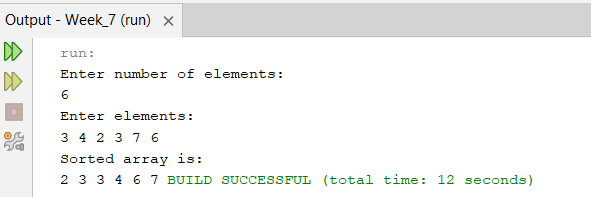 Output - Week_7 (run) ×
run:
Enter number of elements:
6
Enter elements:
3 4 2 3 7 6
Sorted array is:
2 3 3 4 6 7 BUILD SUCCESSFUL (total time: 12 seconds)